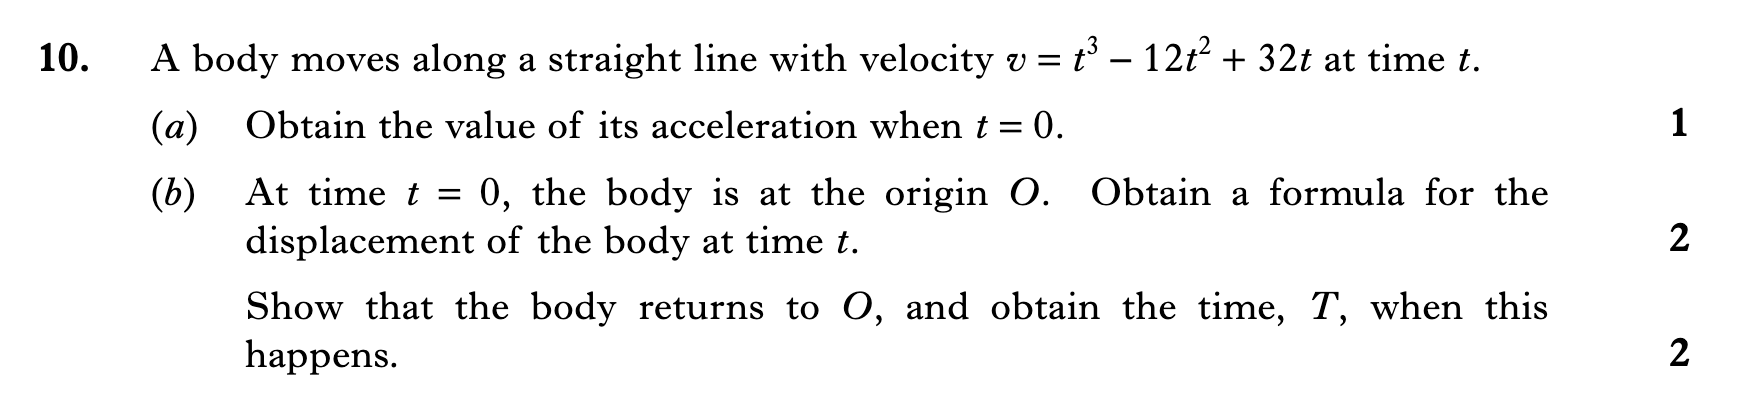 10. A body moves along a straight line with velocity v = t³ – 12t² + 32t at time t.
(a) Obtain the value of its acceleration when t = 0. 1
(b) At time t = 0, the body is at the origin O. Obtain a formula for the
displacement of the body at time t. 2
Show that the body returns to O, and obtain the time, T, when this
happens. 2